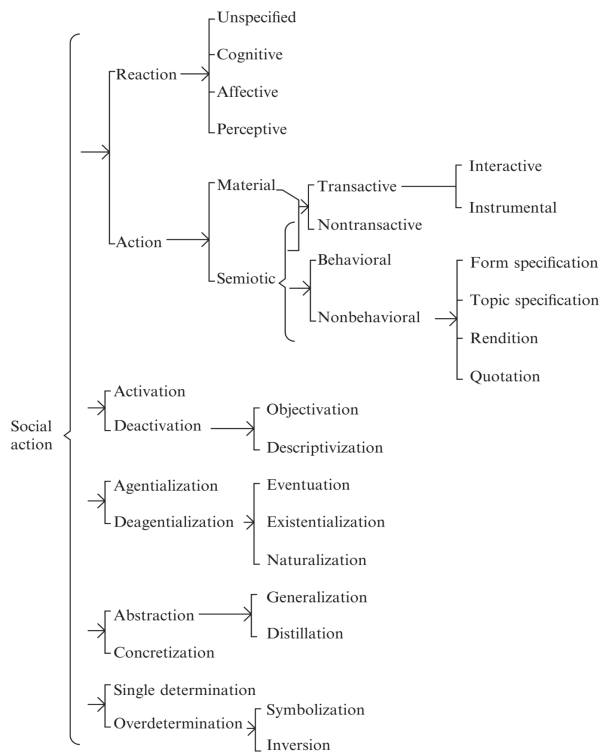 Unspecified
Cognitive
Reaction
Affective
Perceptive
Interactive
Material
Transactive
Instrumental
Nontransactive
Action
Behavioral
Form specification
Semiotic
Topic specification
Nonbehavioral
Rendition
Quotation
Activation
Objectivation
Social
action
Deactivation
Descriptivization
Agentialization
Eventuation
Deagentialization
Existentialization
Naturalization
Generalization
Abstraction
Distillation
Concretization
Single determination
Symbolization
Overdetermination
Inversion